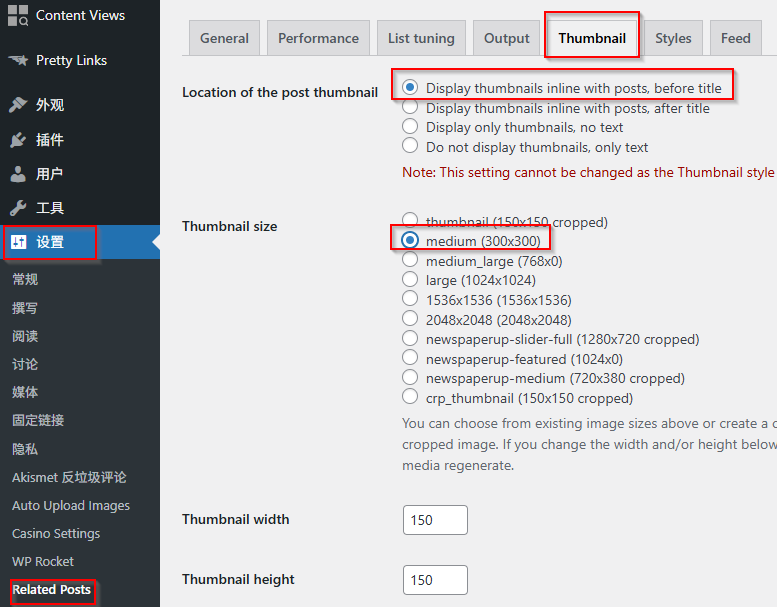 Content Views
Pretty Links
外观
插件
用户
工具
设置
常规
撰写
阅读
讨论
媒体
固定链接
隐私
Akismet 反垃圾评论
Auto Upload Images
Casino Settings
WP Rocket
Related Posts
General
Performance
List tuning
Output
Thumbnail
Styles
Feed
Location of the post thumbnail
Display thumbnails inline with posts, before title
Display thumbnails inline with posts, after title
Display only thumbnails, no text
Do not display thumbnails, only text
Note: This setting cannot be changed as the Thumbnail style
Thumbnail size
thumbnail (150x150 cropped)
medium (300x300)
medium_large (768x0)
large (1024x1024)
1536x1536 (1536x1536)
2048x2048 (2048x2048)
newspaperup-slider-full (1280x720 cropped)
newspaperup-featured (1024x0)
newspaperup-medium (720x380 cropped)
crp_thumbnail (150x150 cropped)
You can choose from existing image sizes above or create a
cropped image. If you change the width and/or height below
media regenerate.
Thumbnail width
150
Thumbnail height
150